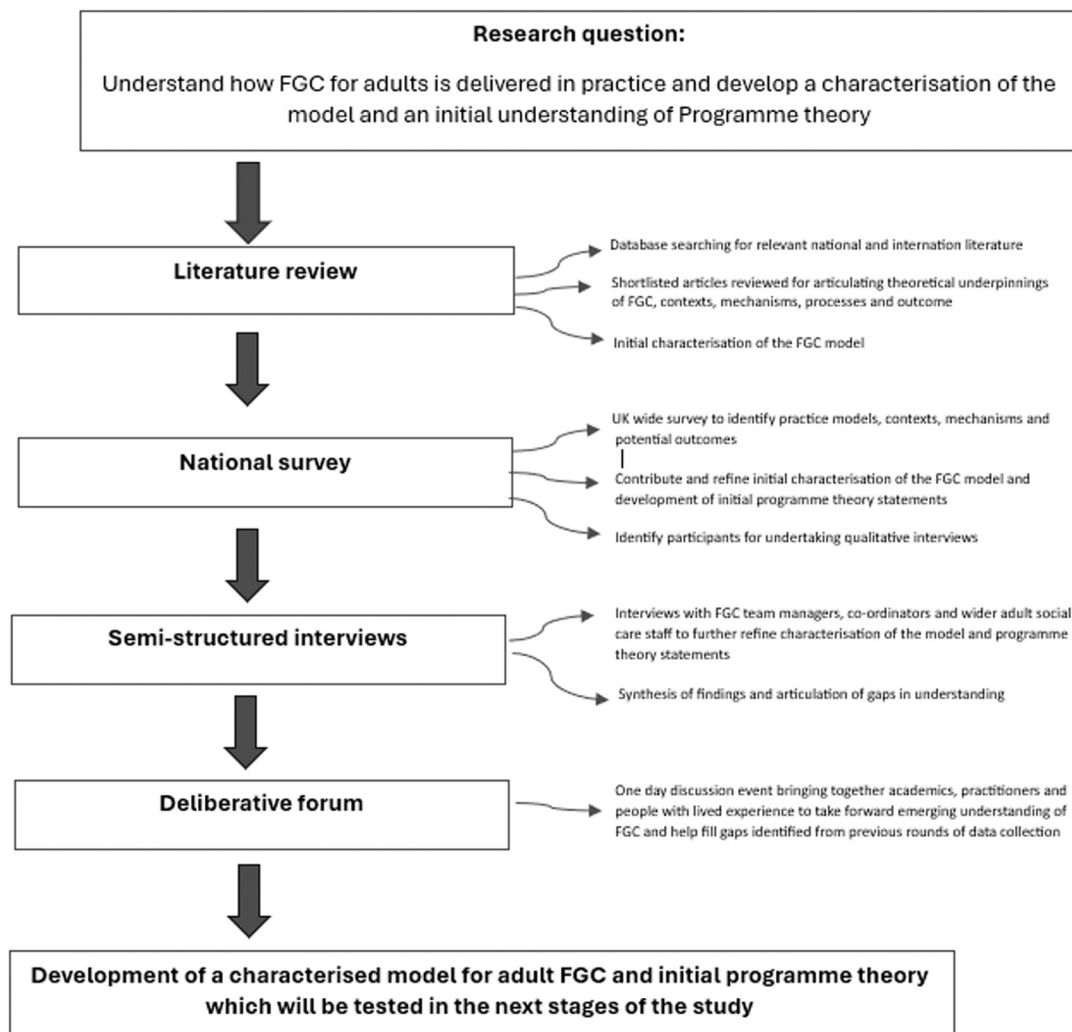 Research question:
Understand how FGC for adults is delivered in practice and develop a characterisation of the
model and an initial understanding of Programme theory
Literature review
Database searching for relevant national and internation literature
Shortlisted articles reviewed for articulating theoretical underpinnings
of FGC, contexts, mechanisms, processes and outcome
Initial characterisation of the FGC model
National survey
UK wide survey to identify practice models, contexts, mechanisms and
potential outcomes
Contribute and refine initial characterisation of the FGC model and
development of initial programme theory statements
Identify participants for undertaking qualitative interviews
Semi-structured interviews
Interviews with FGC team managers, co-ordinators and wider adult social
care staff to further refine characterisation of the model and programme
theory statements
Synthesis of findings and articulation of gaps in understanding
Deliberative forum
One day discussion event bringing together academics, practitioners and
people with lived experience to take forward emerging understanding of
FGC and help fill gaps identified from previous rounds of data collection
Development of a characterised model for adult FGC and initial programme theory
which will be tested in the next stages of the study